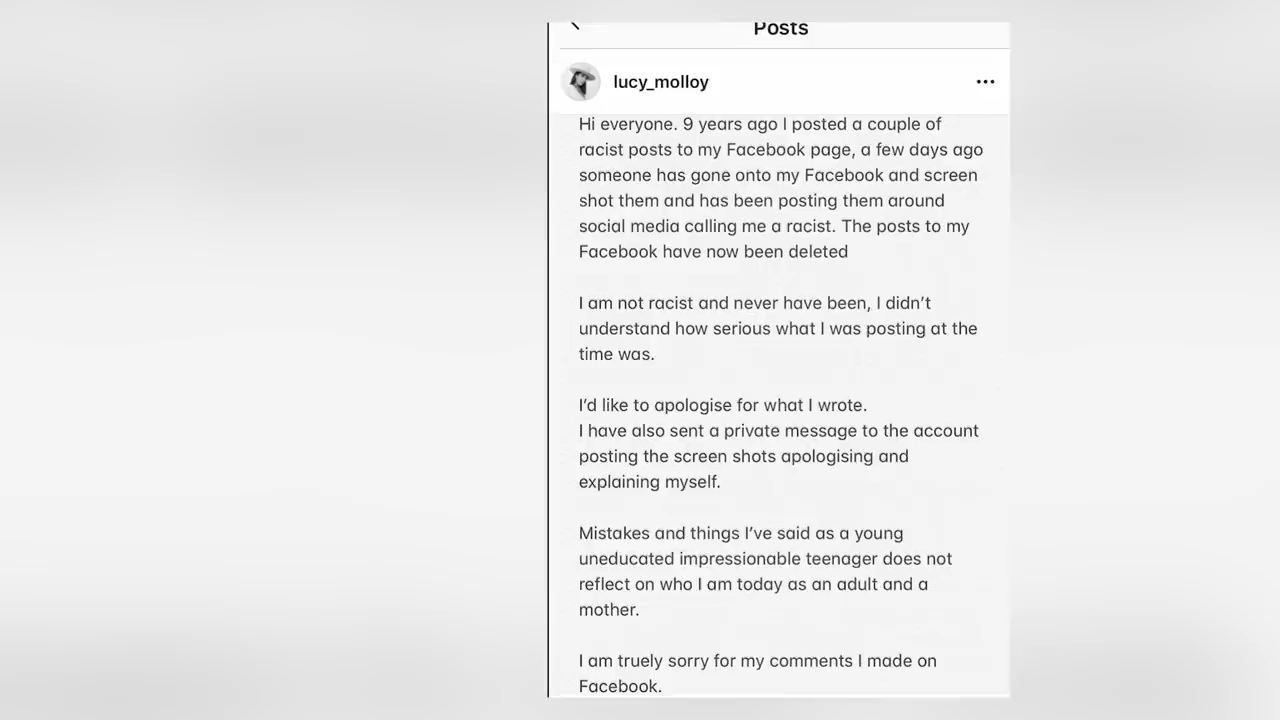 Posts
lucy_molloy
Hi everyone. 9 years ago I posted a couple of
racist posts to my Facebook page, a few days ago
someone has gone onto my Facebook and screen
shot them and has been posting them around
social media calling me a racist. The posts to my
Facebook have now been deleted
I am not racist and never have been, I didn’t
understand how serious what I was posting at the
time was.
I’d like to apologise for what I wrote.
I have also sent a private message to the account
posting the screen shots apologising and
explaining myself.
Mistakes and things I’ve said as a young
uneducated impressionable teenager does not
reflect on who I am today as an adult and a
mother.
I am truely sorry for my comments I made on
Facebook.